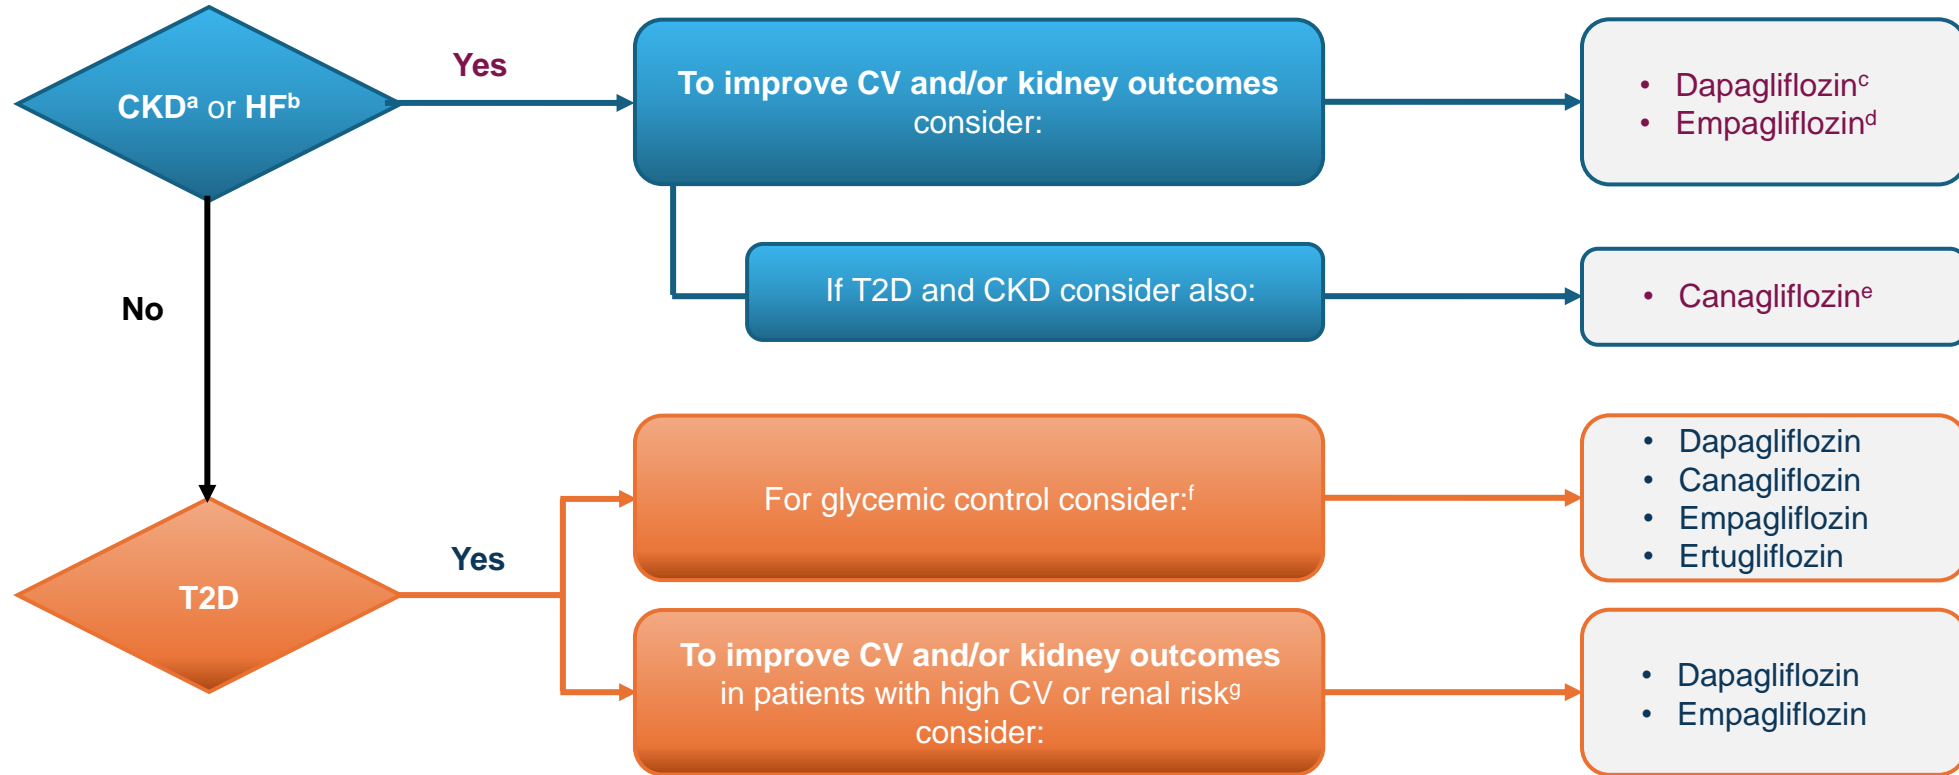 CKDᵃ or HFᵇ
Yes
To improve CV and/or kidney outcomes
consider:
• Dapagliflozinᶜ
• Empagliflozinᵈ
If T2D and CKD consider also:
• Canagliflozinᵉ
No
T2D
Yes
For glycemic control consider:ᶠ
• Dapagliflozin
• Canagliflozin
• Empagliflozin
• Ertugliflozin
To improve CV and/or kidney outcomes
in patients with high CV or renal riskᵍ
consider:
• Dapagliflozin
• Empagliflozin